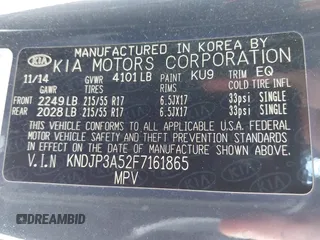 MANUFACTURED IN KOREA BY
KIA KIA MOTORS CORPORATION
11/14 GVWR 4101 LB PAINT KU9 TRIM EQ
GAWR TIRES RIMS COLD TIRE INFL
FRONT 2249 LB 215/55 R17 6.5JX17 33psi SINGLE
REAR 2028 LB 215/55 R17 6.5JX17 33psi SINGLE
THIS VEHICLE CONFORMS TO ALL APPLICABLE FEDERAL
MOTOR VEHICLE SAFETY AND THEFT PREVENTION STANDARDS
IN EFFECT ON THE DATE OF MANUFACTURE SHOWN ABOVE.
V.I.N KNDJP3A52F7161865
MPV
DREAMBID